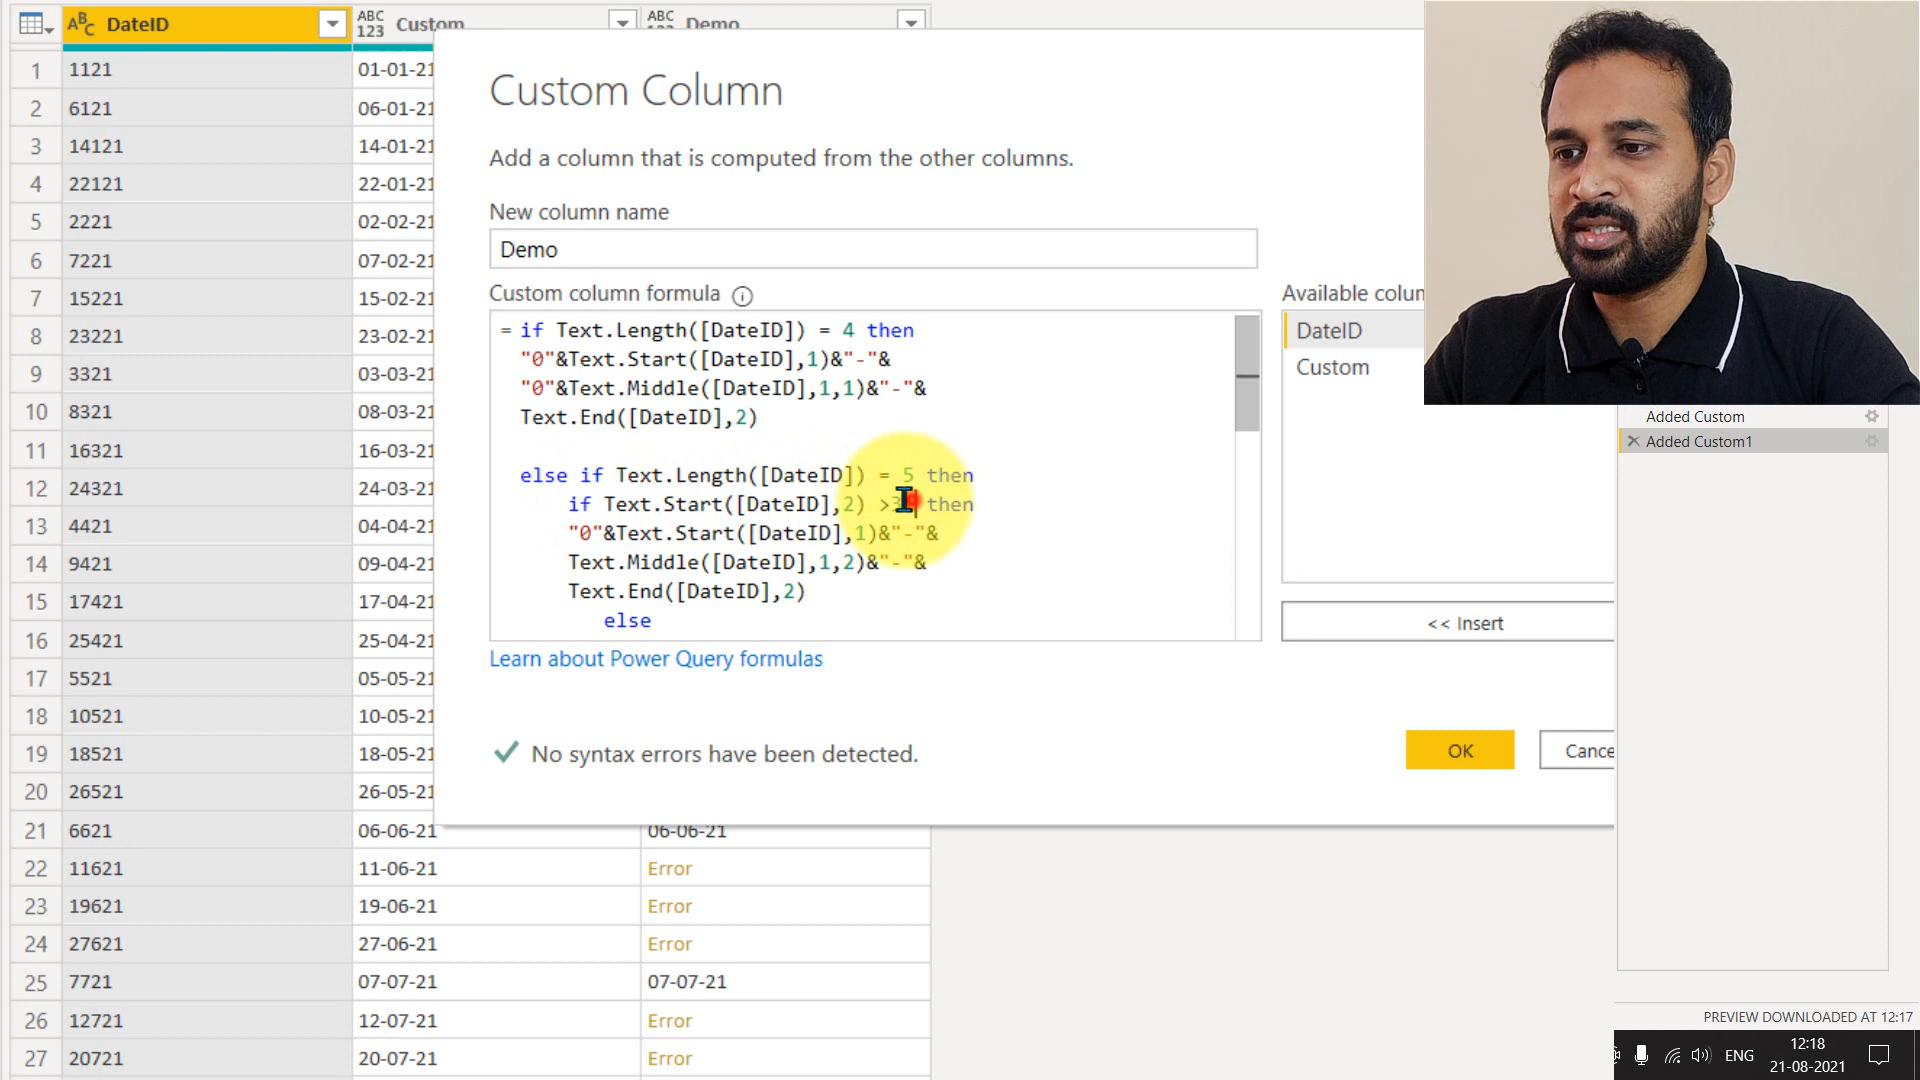 ABC DateID
ABC 123 Custom
ABC Demo
1 1121 01-01-21
2 6121 06-01-21
3 14121 14-01-21
4 22121 22-01-21
5 2221 02-02-21
6 7221 07-02-21
7 15221 15-02-21
8 23221 23-02-21
9 3321 03-03-21
10 8321 08-03-21
11 16321 16-03-21
12 24321 24-03-21
13 4421 04-04-21
14 9421 09-04-21
15 17421 17-04-21
16 25421 25-04-21
17 5521 05-05-21
18 10521 10-05-21
19 18521 18-05-21
20 26521 26-05-21
21 6621 06-06-21 06-06-21
22 11621 11-06-21 Error
23 19621 19-06-21 Error
24 27621 27-06-21 Error
25 7721 07-07-21 07-07-21
26 12721 12-07-21 Error
27 20721 20-07-21 Error
Custom Column
Add a column that is computed from the other columns.
New column name
Demo
Custom column formula
= if Text.Length([DateID]) = 4 then
"0"&Text.Start([DateID],1)&"-"&
"0"&Text.Middle([DateID],1,1)&"-"&
Text.End([DateID],2)
else if Text.Length([DateID]) = 5 then
if Text.Start([DateID],2) > then
"0"&Text.Start([DateID],1)&"-"&
Text.Middle([DateID],1,2)&"-"&
Text.End([DateID],2)
else
Learn about Power Query formulas
No syntax errors have been detected.
Available colum
DateID
Custom
<< Insert
OK
Cance
Added Custom
Added Custom1
PREVIEW DOWNLOADED AT 12:17
ENG
12:18
21-08-2021